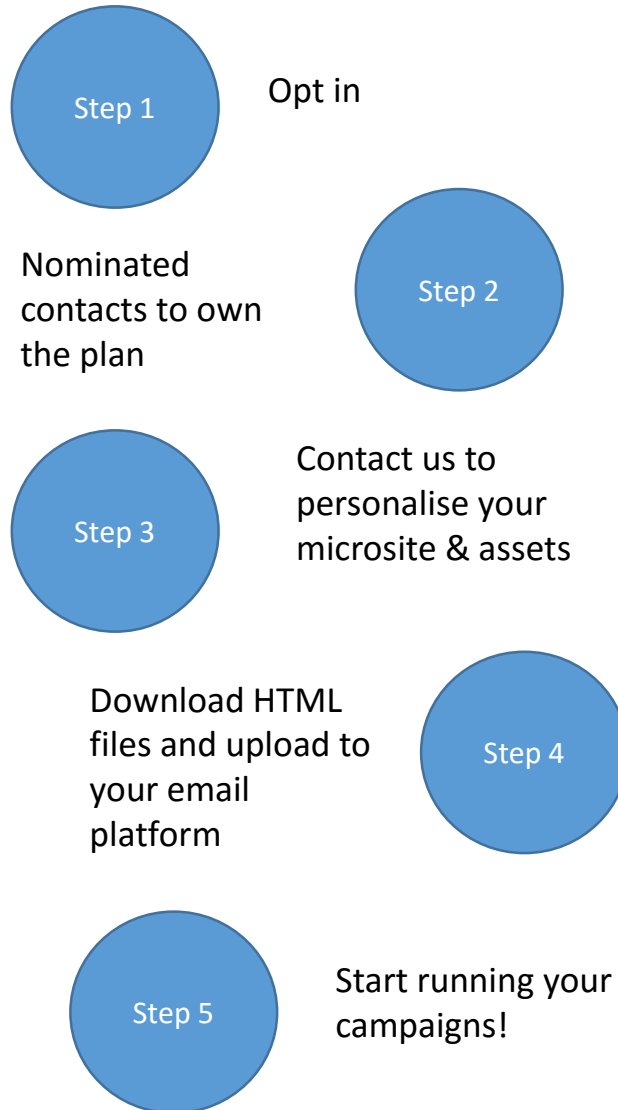 Step 1
Opt in
Step 2
Nominated
contacts to own
the plan
Step 3
Contact us to
personalise your
microsite & assets
Step 4
Download HTML
files and upload to
your email
platform
Step 5
Start running your
campaigns!